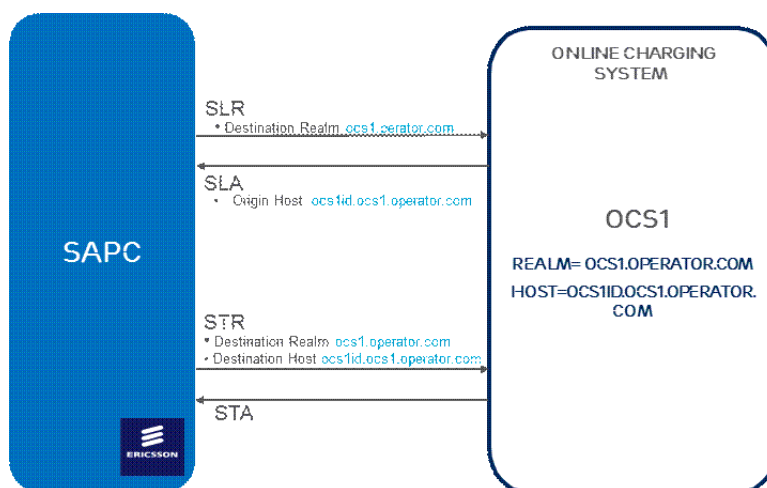 ONLINE CHARGING
SYSTEM
SLR
• Destination Realm ocs1.perator.com
SLA
• Origin Host ocs1id.ocs1.operator.com
SAPC
OCS1
REALM= OCS1.OPERATOR.COM
HOST=OCS1ID.OCS1.OPERATOR.
COM
STR
• Destination Realm ocs1.operator.com
• Destination Host ocs1id.ocs1.operator.com
STA
ERICSSON